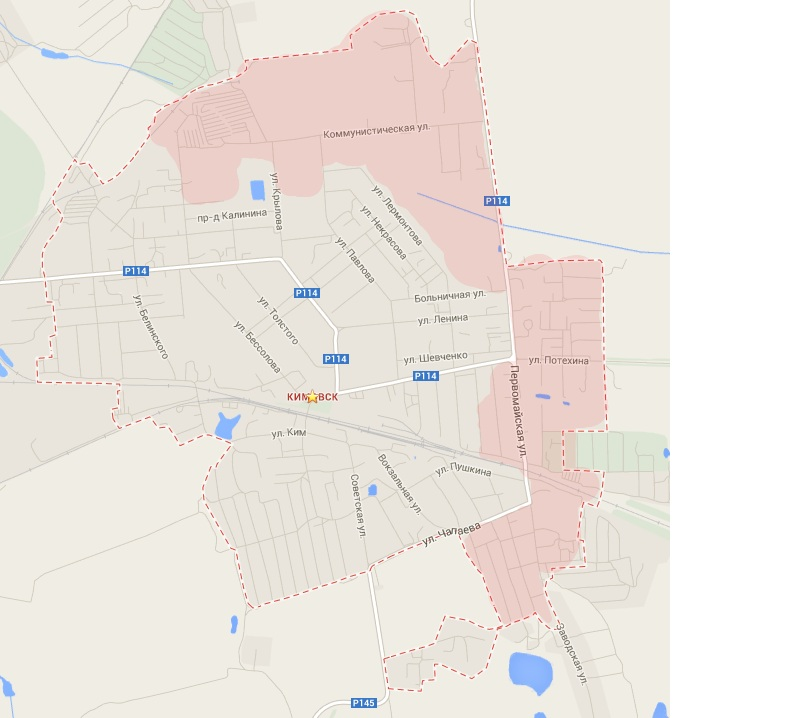 Коммунистическая ул.
ул. Крылова
ул. Лермонтова
Р114
пр-д Калинина
ул. Некрасова
ул. Павлова
Р114
Р114
Больничная ул.
ул. Белинского
ул. Толстого
ул. Ленина
ул. Бессолова
Р114
ул. Шевченко
ул. Потехина
Р114
Первомайская ул.
КИМОВСК
ул. Ким
Вокзальная ул.
ул. Пушкина
Советская ул.
ул. Чапаева
Заводская ул.
Р145